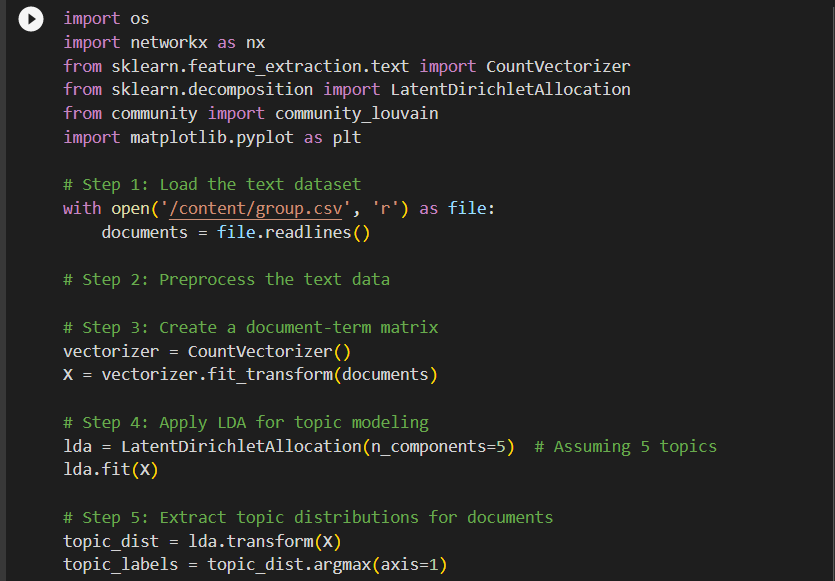 import os
import networkx as nx
from sklearn.feature_extraction.text import CountVectorizer
from sklearn.decomposition import LatentDirichletAllocation
from community import community_louvain
import matplotlib.pyplot as plt
# Step 1: Load the text dataset
with open('/content/group.csv', 'r') as file:
    documents = file.readlines()
# Step 2: Preprocess the text data
# Step 3: Create a document-term matrix
vectorizer = CountVectorizer()
X = vectorizer.fit_transform(documents)
# Step 4: Apply LDA for topic modeling
lda = LatentDirichletAllocation(n_components=5)  # Assuming 5 topics
lda.fit(X)
# Step 5: Extract topic distributions for documents
topic_dist = lda.transform(X)
topic_labels = topic_dist.argmax(axis=1)